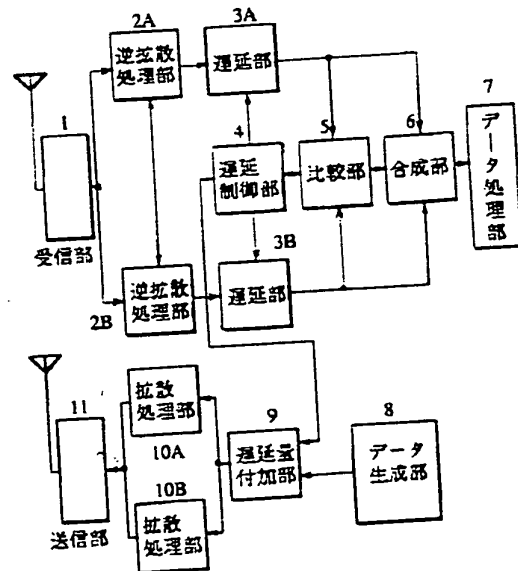 2A
逆拡散
処理部
3A
遅延部
1
受信部
4
遅延
制御部
5
比較部
6
合成部
7
データ処理部
2B
逆拡散
処理部
3B
遅延部
11
送信部
拡散
処理部
10A
10B
拡散
処理部
9
遅延量
付加部
8
データ
生成部